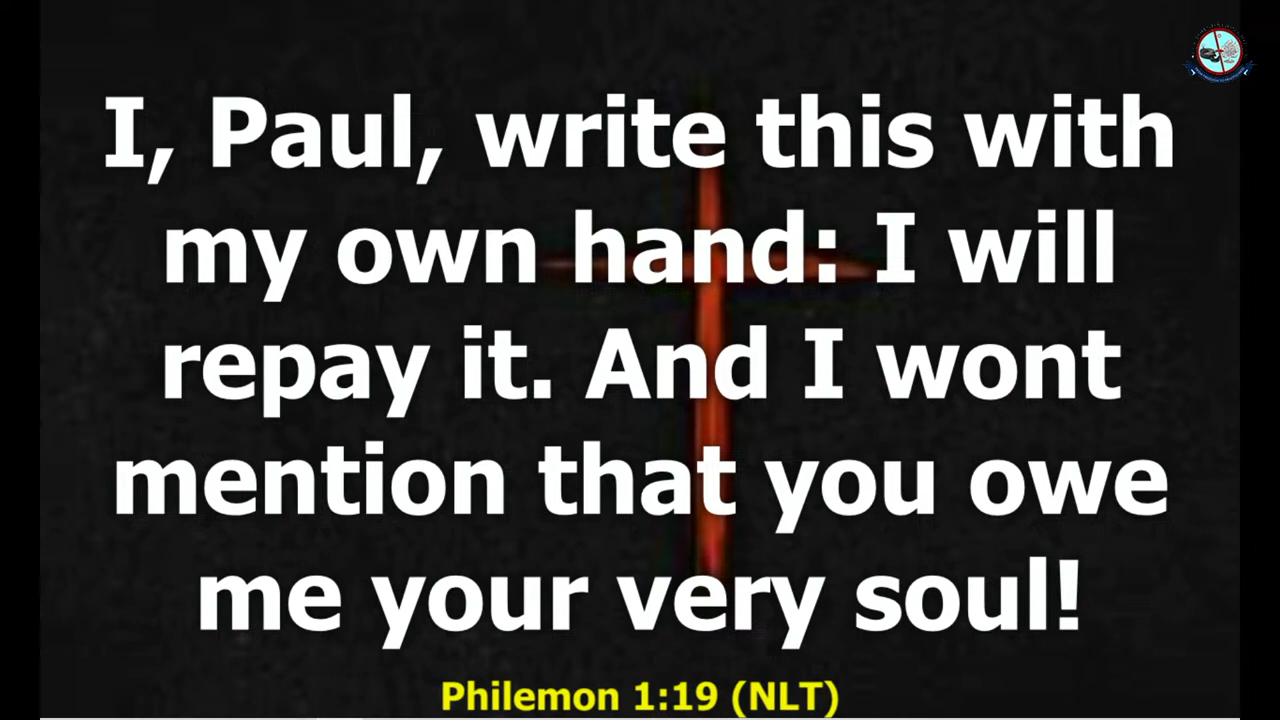 I, Paul, write this with
my own hand: I will
repay it. And I wont
mention that you owe
me your very soul!
Philemon 1:19 (NLT)